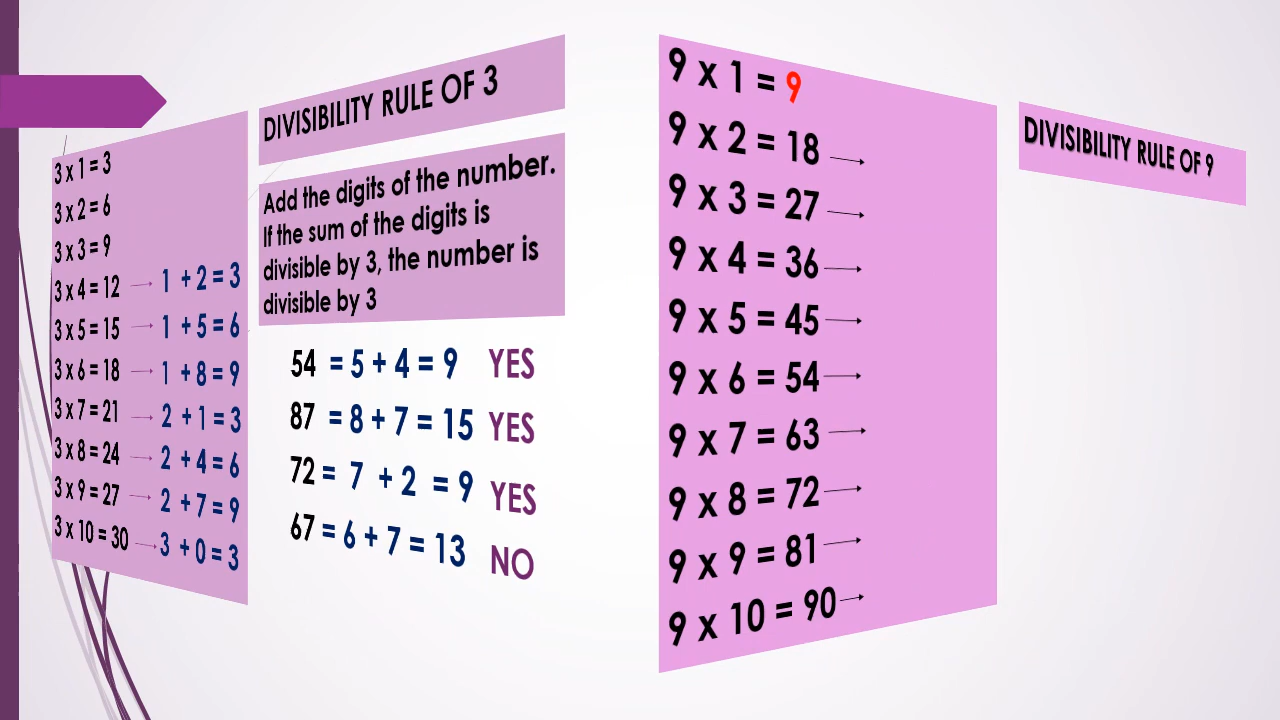 3 x 1 = 3
3 x 2 = 6
3 x 3 = 9
3 x 4 = 12 1 + 2 = 3
3 x 5 = 15 1 + 5 = 6
3 x 6 = 18 1 + 8 = 9
3 x 7 = 21 2 + 1 = 3
3 x 8 = 24 2 + 4 = 6
3 x 9 = 27 2 + 7 = 9
3 x 10 = 30 3 + 0 = 3
DIVISIBILITY RULE OF 3
Add the digits of the number.
If the sum of the digits is
divisible by 3, the number is
divisible by 3
54 = 5 + 4 = 9 YES
87 = 8 + 7 = 15 YES
72 = 7 + 2 = 9 YES
67 = 6 + 7 = 13 NO
9 x 1 = 9
9 x 2 = 18
9 x 3 = 27
9 x 4 = 36
9 x 5 = 45
9 x 6 = 54
9 x 7 = 63
9 x 8 = 72
9 x 9 = 81
9 x 10 = 90
DIVISIBILITY RULE OF 9